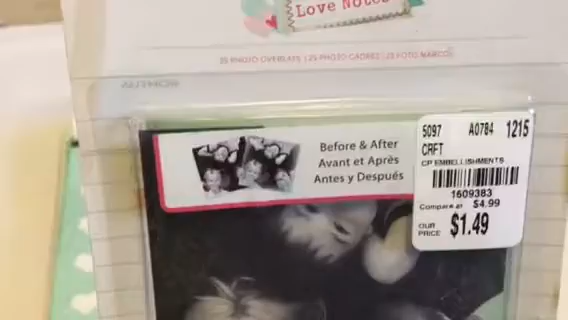 Love Notes
25 PHOTO OVERLAYS | 25 PHOTO CADRES | 25 FOTO MARCOS
Before & After
Avant et Après
Antes y Después
5097 A0784 1215
CRFT
CP EMBELLISHMENTS
1609383
Compare at $4.99
OUR PRICE $1.49